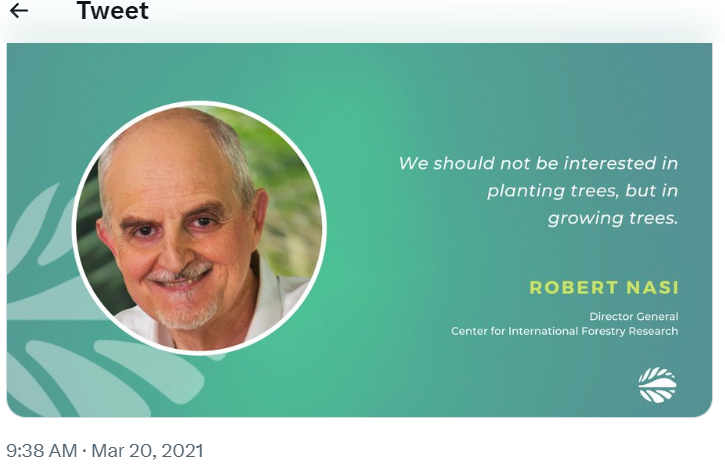 Tweet
We should not be interested in
planting trees, but in
growing trees.
ROBERT NASI
Director General
Center for International Forestry Research
9:38 AM · Mar 20, 2021